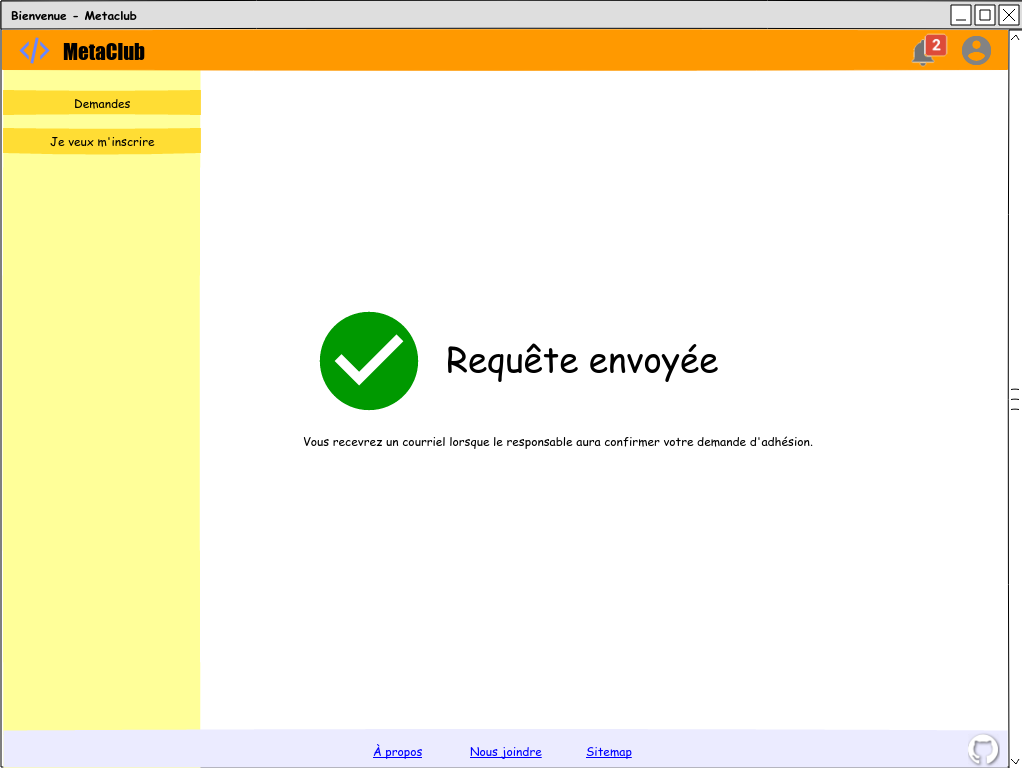 Bienvenue - Metaclub
</> MetaClub
2
Demandes
Je veux m'inscrire
Requête envoyée
Vous recevrez un courriel lorsque le responsable aura confirmer votre demande d'adhésion.
À propos Nous joindre Sitemap